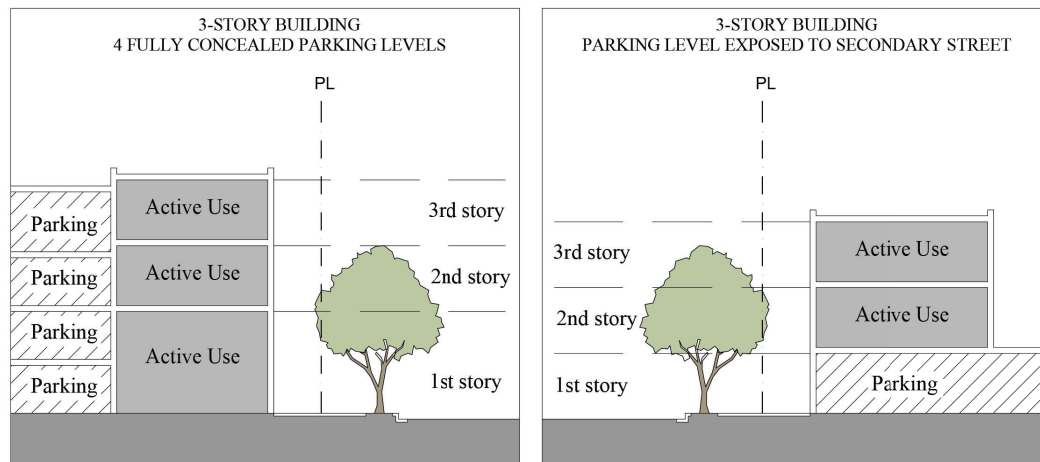 3-STORY BUILDING
4 FULLY CONCEALED PARKING LEVELS
PL
Active Use
3rd story
Parking
Active Use
2nd story
Parking
Parking
Active Use
1st story
Parking
3-STORY BUILDING
PARKING LEVEL EXPOSED TO SECONDARY STREET
PL
3rd story
Active Use
2nd story
Active Use
1st story
Parking